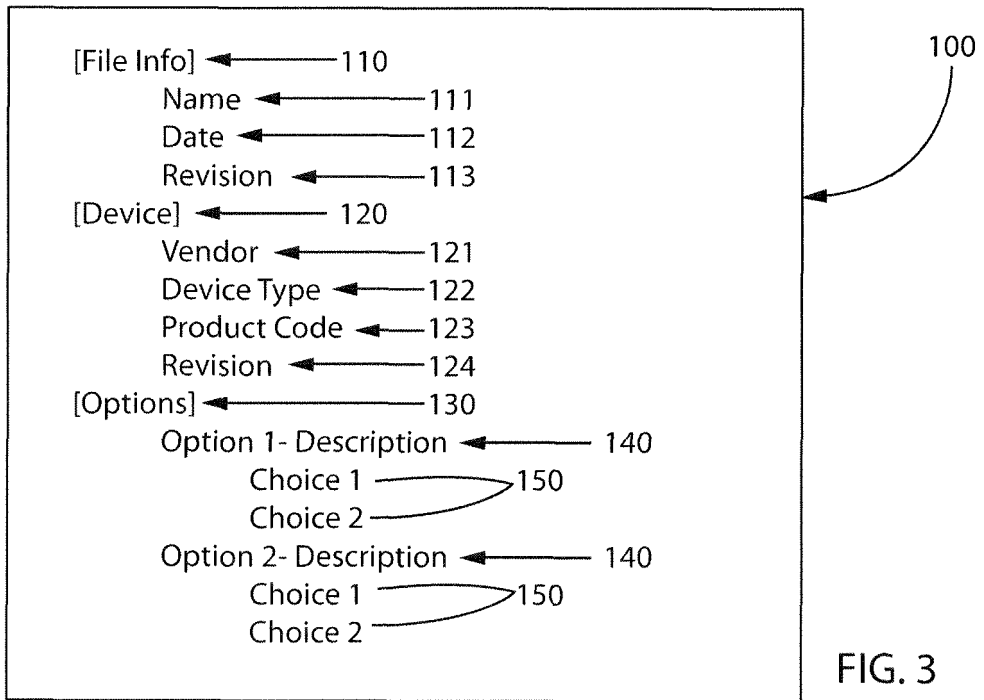 100
[File Info] 110
Name 111
Date 112
Revision 113
[Device] 120
Vendor 121
Device Type 122
Product Code 123
Revision 124
[Options] 130
Option 1- Description 140
Choice 1 150
Choice 2
Option 2- Description 140
Choice 1 150
Choice 2
FIG. 3